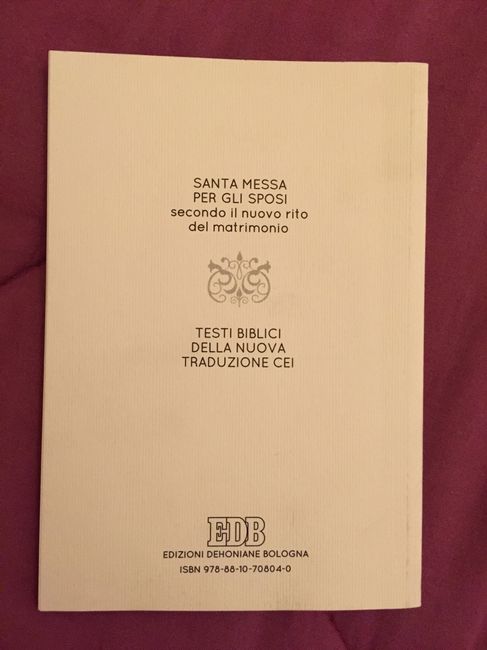 SANTA MESSA
PER GLI SPOSI
secondo il nuovo rito
del matrimonio
TESTI BIBLICI
DELLA NUOVA
TRADUZIONE CEI
EDB
EDIZIONI DEHONIANE BOLOGNA
ISBN 978-88-10-70804-0